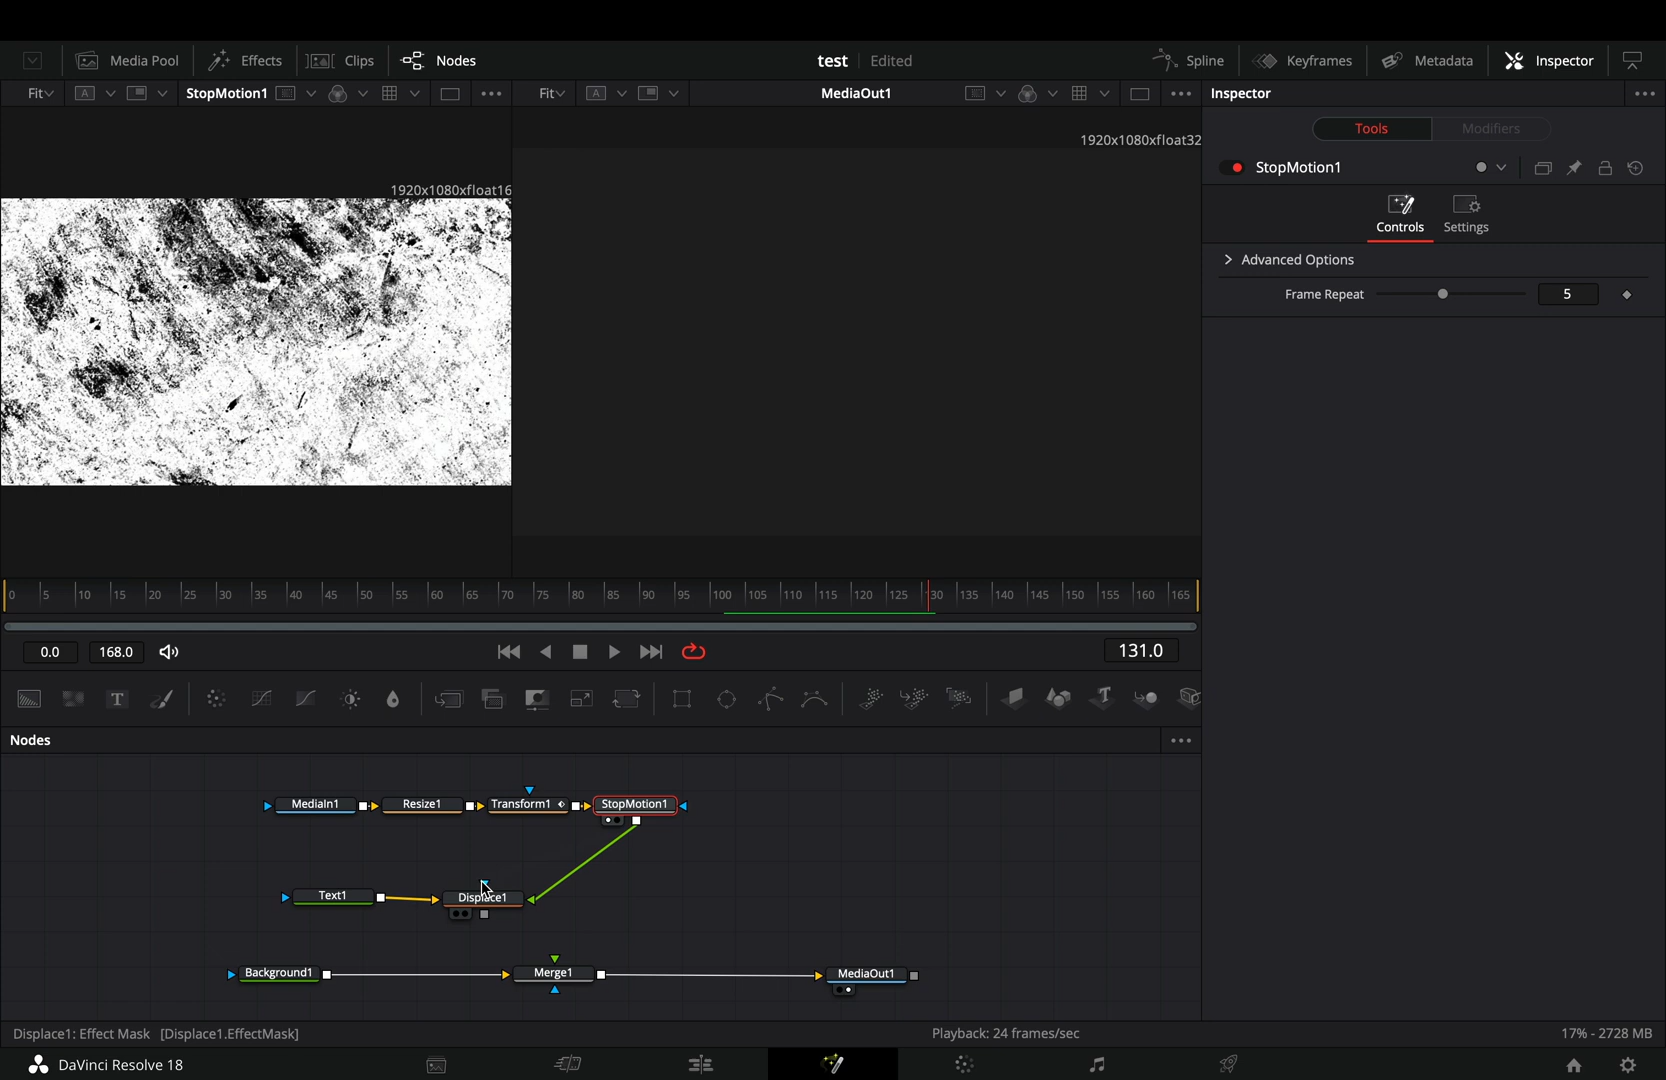 Media Pool
Effects
Clips
Nodes
test
Edited
Spline
Keyframes
Metadata
Inspector
Fit
A
StopMotion1
Fit
A
MediaOut1
Inspector
1920x1080xfloat16
1920x1080xfloat32
Tools
Modifiers
StopMotion1
Controls
Settings
Advanced Options
Frame Repeat
5
0 5 10 15 20 25 30 35 40 45 50 55 60 65 70 75 80 85 90 95 100 105 110 115 120 125 130 135 140 145 150 155 160 165
0.0
168.0
131.0
T
T
Nodes
MediaIn1
Resize1
Transform1
StopMotion1
Text1
Displace1
Background1
Merge1
MediaOut1
Displace1: Effect Mask [Displace1.EffectMask]
Playback: 24 frames/sec
17% - 2728 MB
DaVinci Resolve 18